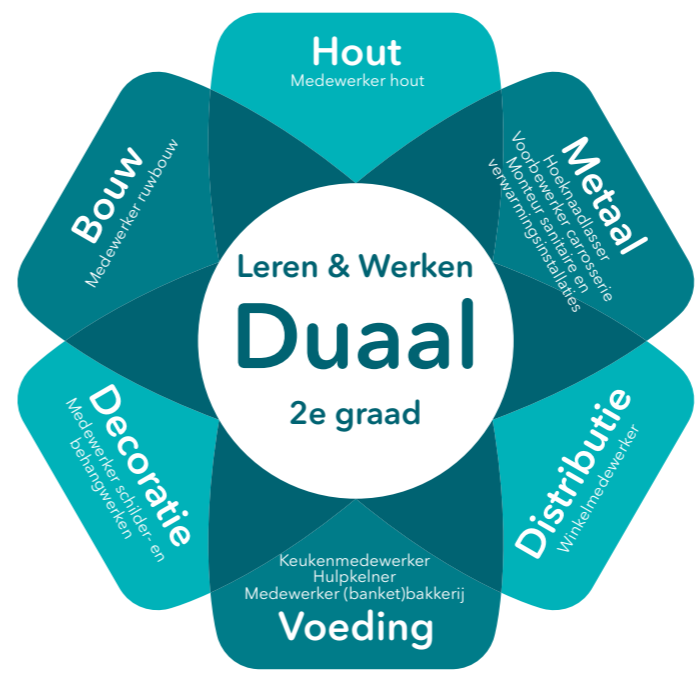 Hout
Medewerker hout
Metaal
Hoeknaadlasser
Voorbewerker carrosserie
Monteur sanitaire en
verwarmingsinstallaties
Distributie
Winkelmedewerker
Keukenmedewerker
Hulpkelner
Medewerker (banket)bakkerij
Voeding
Decoratie
Medewerker schilder- en
behangwerken
Bouw
Medewerker ruwbouw
Leren & Werken
Duaal
2e graad